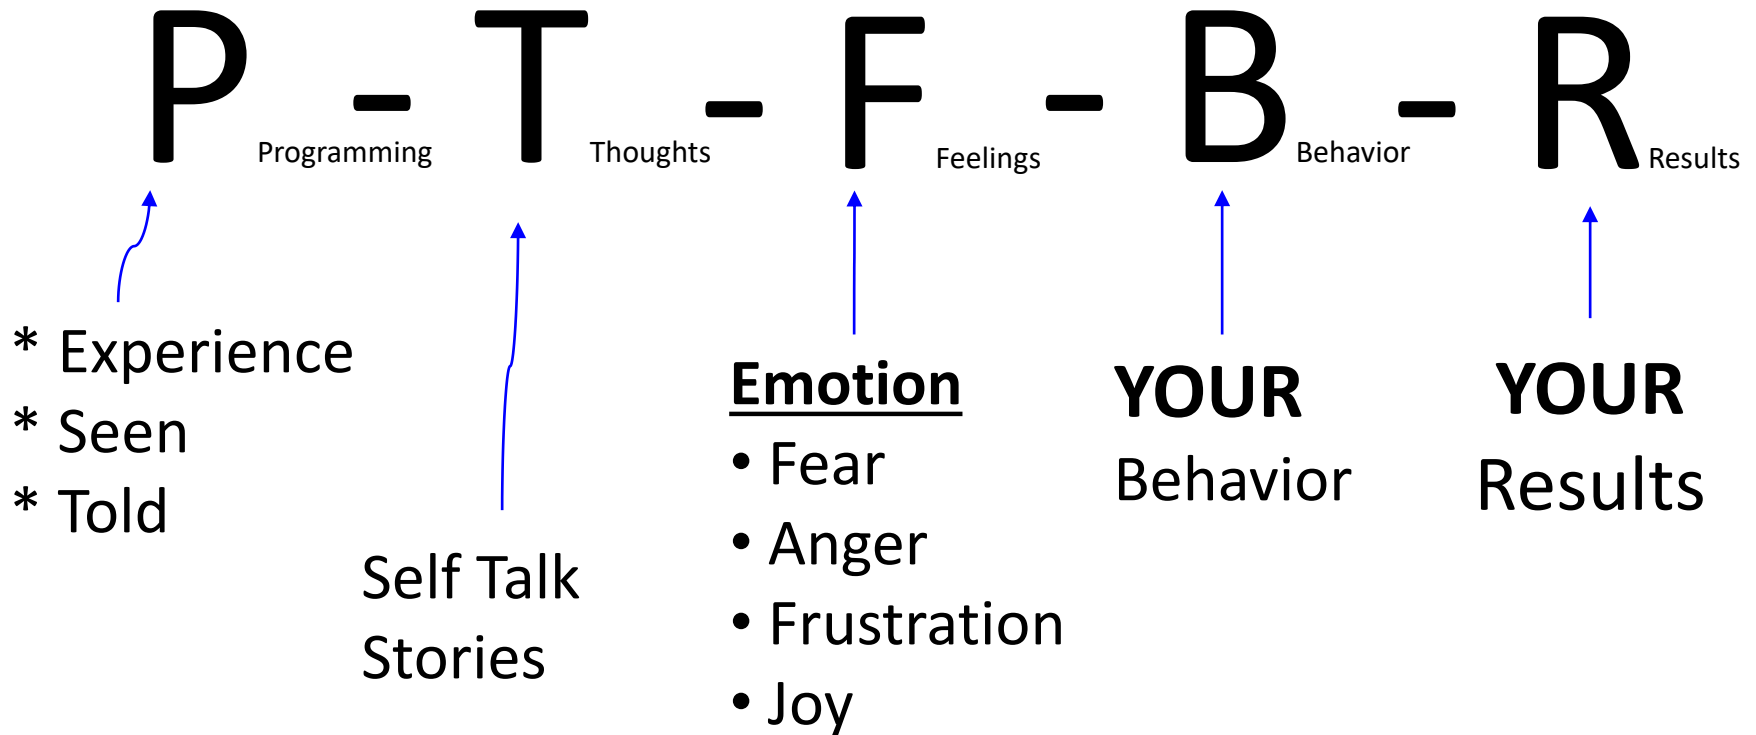 P - T - F - B - R
Programming Thoughts Feelings Behavior Results
* Experience
* Seen
* Told
Self Talk
Stories
Emotion
• Fear
• Anger
• Frustration
• Joy
YOUR
Behavior
YOUR
Results